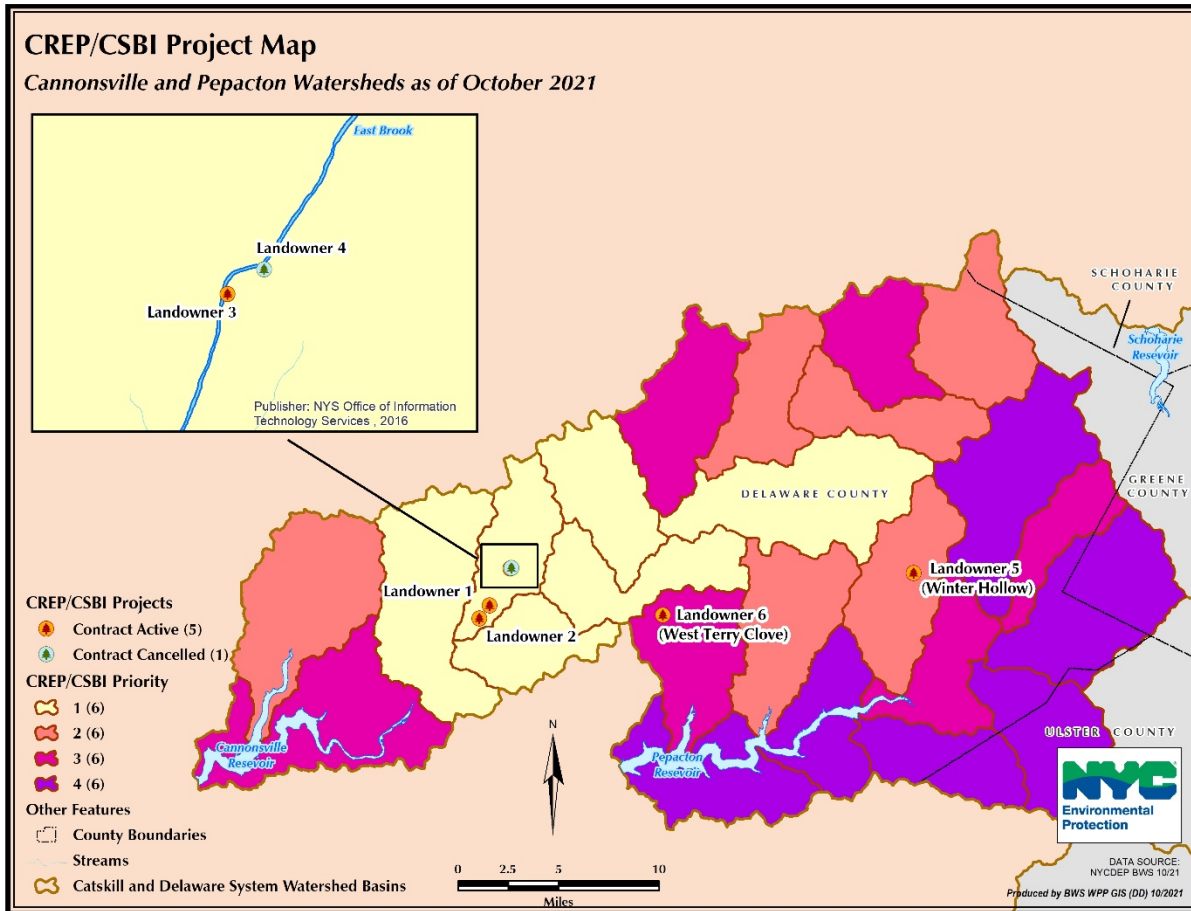 CREP/CSBI Project Map
Cannonsville and Pepacton Watersheds as of October 2021
East Brook
Landowner 4
Landowner 3
Publisher: NYS Office of Information
Technology Services , 2016
SCHOHARIE
COUNTY
Schoharie
Resevoir
DELAWARE COUNTY
GREENE
COUNTY
Landowner 1
Landowner 2
Landowner 5
(Winter Hollow)
Landowner 6
(West Terry Clove)
CREP/CSBI Projects
Contract Active (5)
Contract Cancelled (1)
CREP/CSBI Priority
1 (6)
2 (6)
3 (6)
4 (6)
Other Features
County Boundaries
Streams
Catskill and Delaware System Watershed Basins
Cannonsville
Resevoir
N
Pepacton
Resevoir
ULSTER COUNTY
0 2.5 5 10
Miles
NYC
Environmental
Protection
DATA SOURCE:
NYCDEP BWS 10/21
Produced by BWS WPP GIS (DD) 10/2021